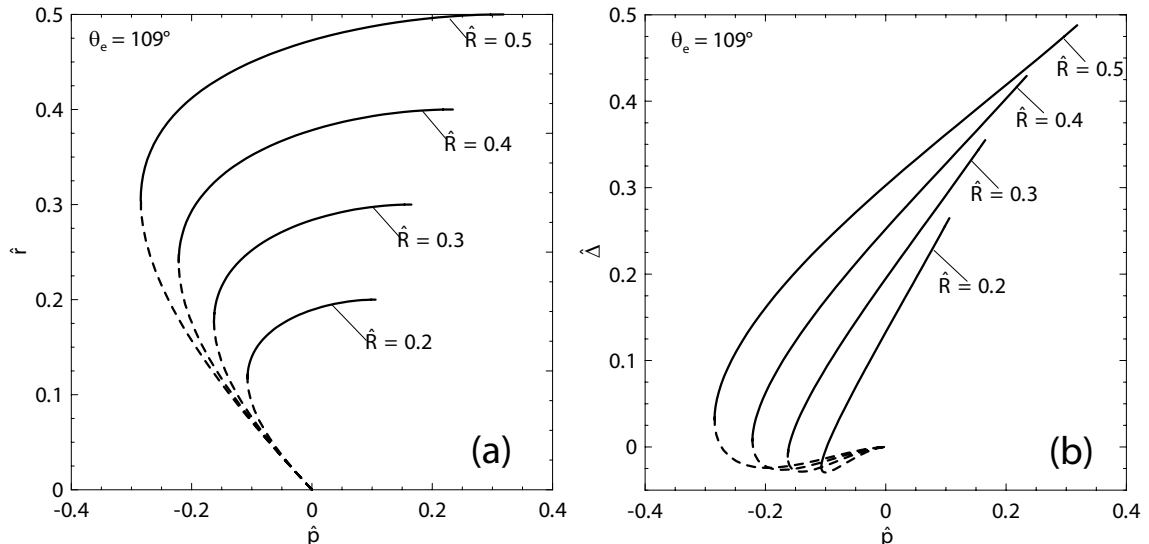 0.5
0.4
0.3
0.2
0.1
0
-0.4
-0.2
0
0.2
0.4
r̂
p̂
θe = 109°
R̂ = 0.5
R̂ = 0.4
R̂ = 0.3
R̂ = 0.2
(a)
0.5
0.4
0.3
0.2
0.1
0
-0.4
-0.2
0
0.2
0.4
Δ̂
p̂
θe = 109°
R̂ = 0.5
R̂ = 0.4
R̂ = 0.3
R̂ = 0.2
(b)